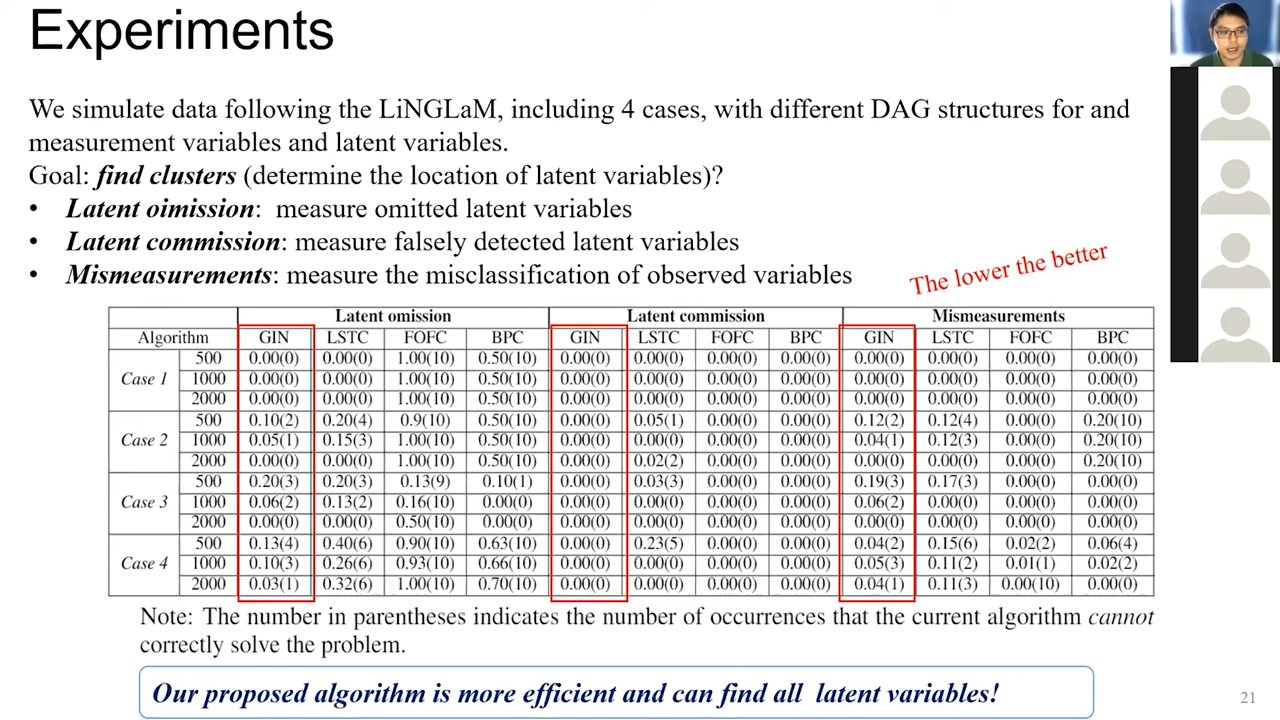 Experiments
We simulate data following the LiNGLaM, including 4 cases, with different DAG structures for and
measurement variables and latent variables.
Goal: find clusters (determine the location of latent variables)?
• Latent oimission: measure omitted latent variables
• Latent commission: measure falsely detected latent variables
• Mismeasurements: measure the misclassification of observed variables
The lower the better
Latent omission Latent commission Mismeasurements
Algorithm GIN LSTC FOFC BPC GIN LSTC FOFC BPC GIN LSTC FOFC BPC
500 0.00(0) 0.00(0) 1.00(10) 0.50(10) 0.00(0) 0.00(0) 0.00(0) 0.00(0) 0.00(0) 0.00(0) 0.00(0) 0.00(0)
Case 1 1000 0.00(0) 0.00(0) 1.00(10) 0.50(10) 0.00(0) 0.00(0) 0.00(0) 0.00(0) 0.00(0) 0.00(0) 0.00(0) 0.00(0)
2000 0.00(0) 0.00(0) 1.00(10) 0.50(10) 0.00(0) 0.00(0) 0.00(0) 0.00(0) 0.00(0) 0.00(0) 0.00(0) 0.00(0)
500 0.10(2) 0.20(4) 0.9(10) 0.50(10) 0.00(0) 0.05(1) 0.00(0) 0.00(0) 0.12(2) 0.12(4) 0.00(0) 0.20(10)
Case 2 1000 0.05(1) 0.15(3) 1.00(10) 0.50(10) 0.00(0) 0.00(0) 0.00(0) 0.00(0) 0.04(1) 0.12(3) 0.00(0) 0.20(10)
2000 0.00(0) 0.00(0) 1.00(10) 0.50(10) 0.00(0) 0.02(2) 0.00(0) 0.00(0) 0.00(0) 0.00(0) 0.00(0) 0.20(10)
500 0.20(3) 0.20(3) 0.13(9) 0.10(1) 0.00(0) 0.03(3) 0.00(0) 0.00(0) 0.19(3) 0.17(3) 0.00(0) 0.00(0)
Case 3 1000 0.06(2) 0.13(2) 0.16(10) 0.00(0) 0.00(0) 0.00(0) 0.00(0) 0.00(0) 0.06(2) 0.00(0) 0.00(0) 0.00(0)
2000 0.00(0) 0.00(0) 0.50(10) 0.00(0) 0.00(0) 0.00(0) 0.00(0) 0.00(0) 0.00(0) 0.00(0) 0.00(0) 0.00(0)
500 0.13(4) 0.40(6) 0.90(10) 0.63(10) 0.00(0) 0.23(5) 0.00(0) 0.00(0) 0.04(2) 0.15(6) 0.02(2) 0.06(4)
Case 4 1000 0.10(3) 0.26(6) 0.93(10) 0.66(10) 0.00(0) 0.00(0) 0.00(0) 0.00(0) 0.05(3) 0.11(2) 0.01(1) 0.02(2)
2000 0.03(1) 0.32(6) 1.00(10) 0.70(10) 0.00(0) 0.00(0) 0.00(0) 0.00(0) 0.04(1) 0.11(3) 0.00(10) 0.00(0)
Note: The number in parentheses indicates the number of occurrences that the current algorithm cannot
correctly solve the problem.
Our proposed algorithm is more efficient and can find all latent variables!
21